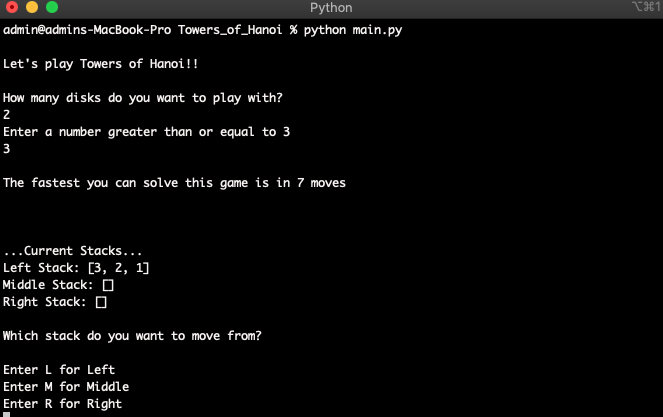 Python
⌥⌘1
admin@admins-MacBook-Pro Towers_of_Hanoi % python main.py
Let's play Towers of Hanoi!!
How many disks do you want to play with?
2
Enter a number greater than or equal to 3
3
The fastest you can solve this game is in 7 moves
...Current Stacks...
Left Stack: [3, 2, 1]
Middle Stack: []
Right Stack: []
Which stack do you want to move from?
Enter L for Left
Enter M for Middle
Enter R for Right